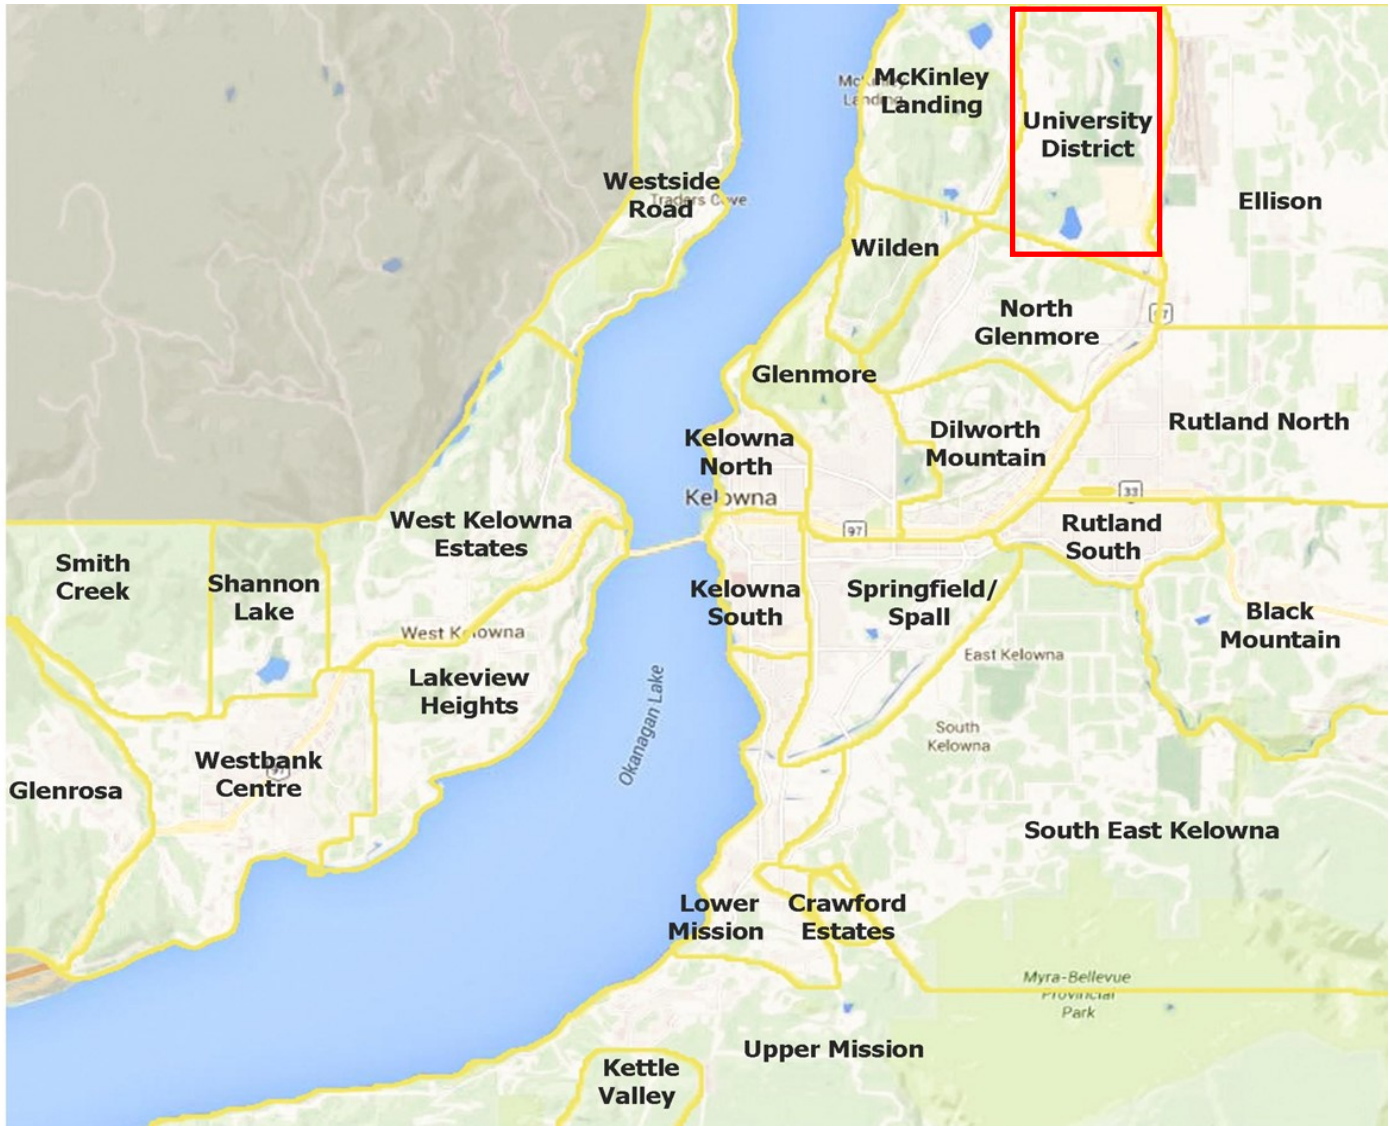 McKinley
Landing
University
District
Westside
Road
Traders Cove
Ellison
Wilden
North
Glenmore
97
Glenmore
Rutland North
Dilworth
Mountain
Kelowna
North
Kelowna
33
97
West Kelowna
Estates
Rutland
South
Smith
Creek
Shannon
Lake
Kelowna
South
Springfield/
Spall
Black
Mountain
West Kelowna
East Kelowna
Lakeview
Heights
Okanagan Lake
South
Kelowna
Westbank
Centre
97
Glenrosa
South East Kelowna
Lower
Mission
Crawford
Estates
Myra-Bellevue
Provincial
Park
Upper Mission
Kettle
Valley